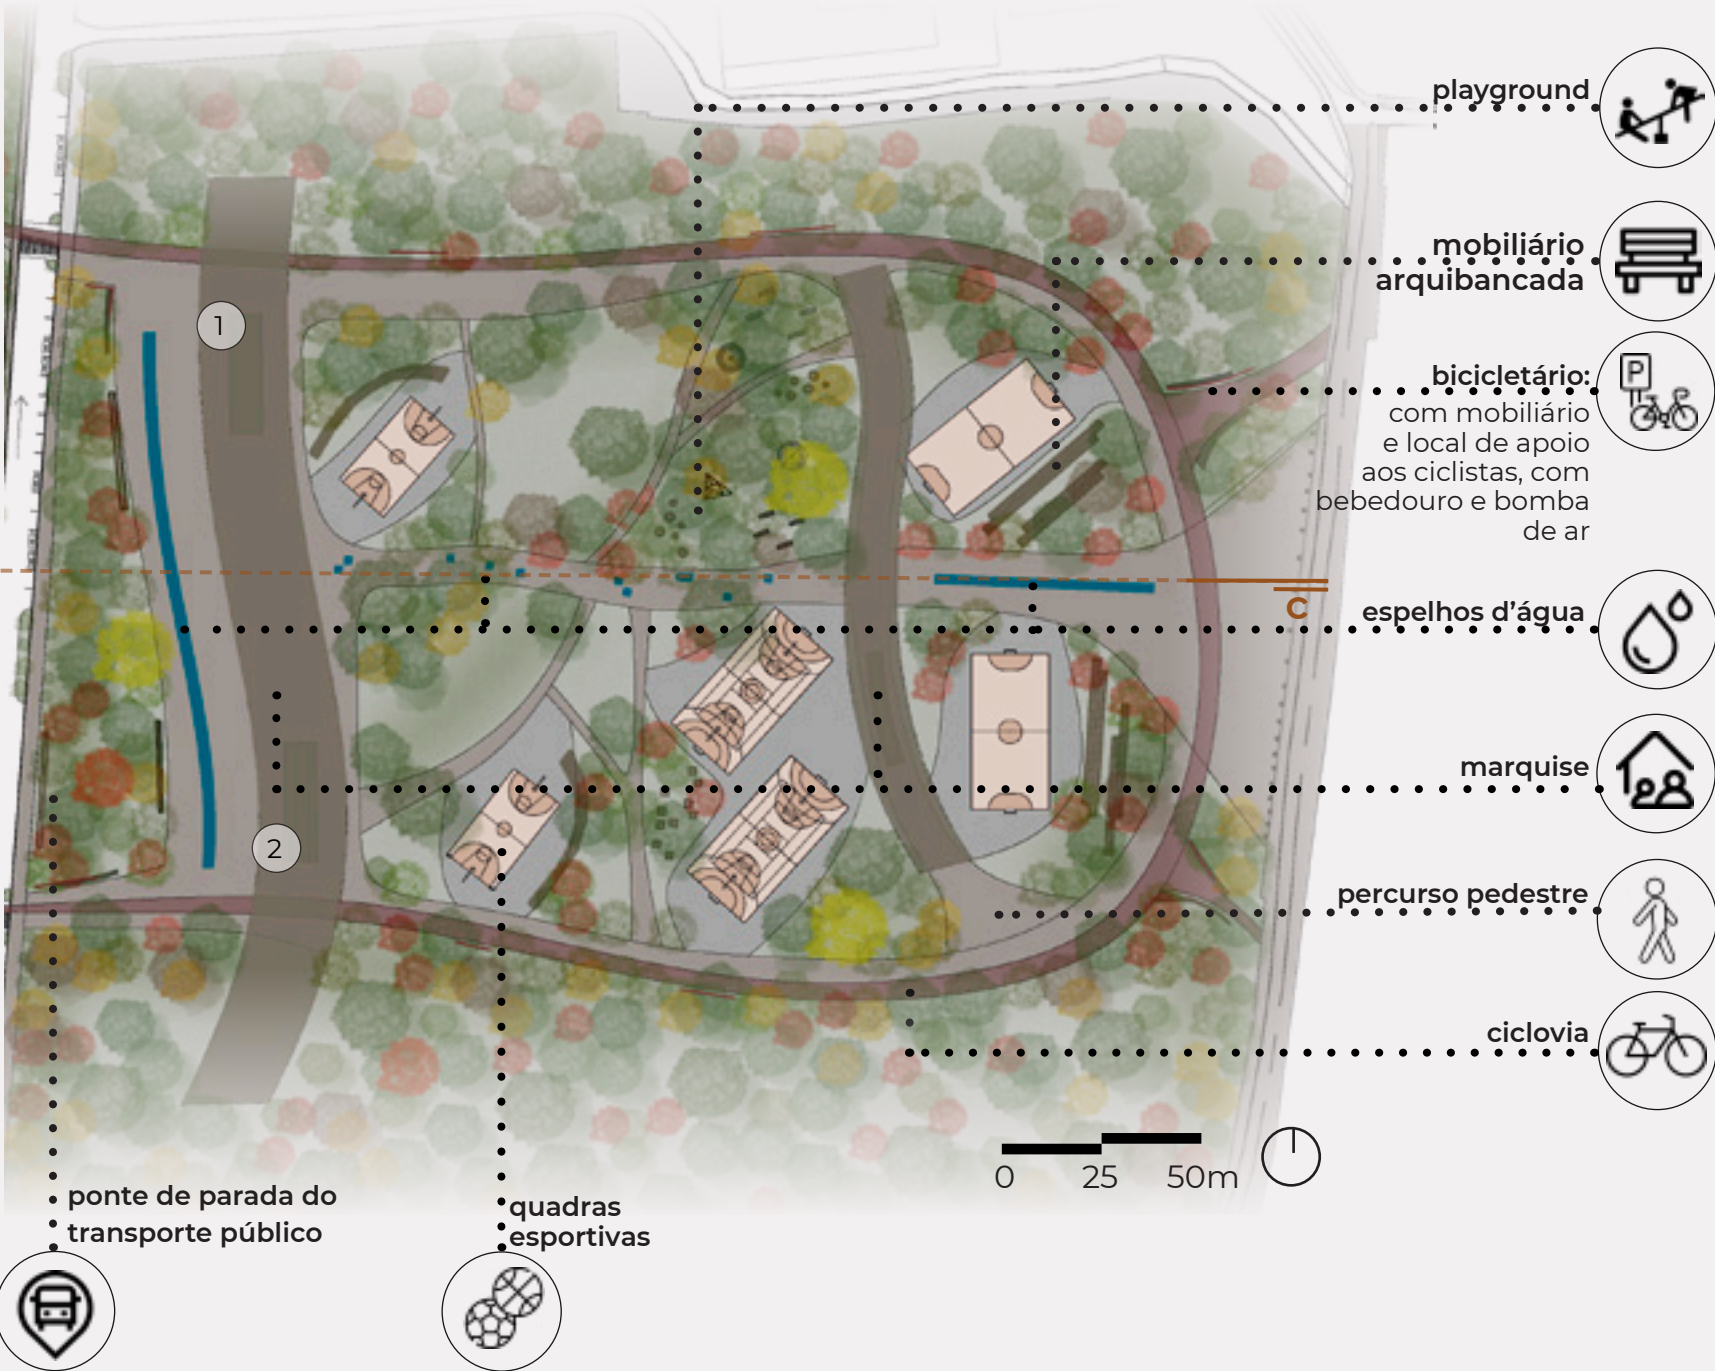 playground
mobiliário
arquibancada
P
bicicletário:
com mobiliário
e local de apoio
aos ciclistas, com
bebedouro e bomba
de ar
1
C
espelhos d'água
marquise
2
percurso pedestre
ciclovia
0 25 50m
ponte de parada do
transporte público
quadras
esportivas